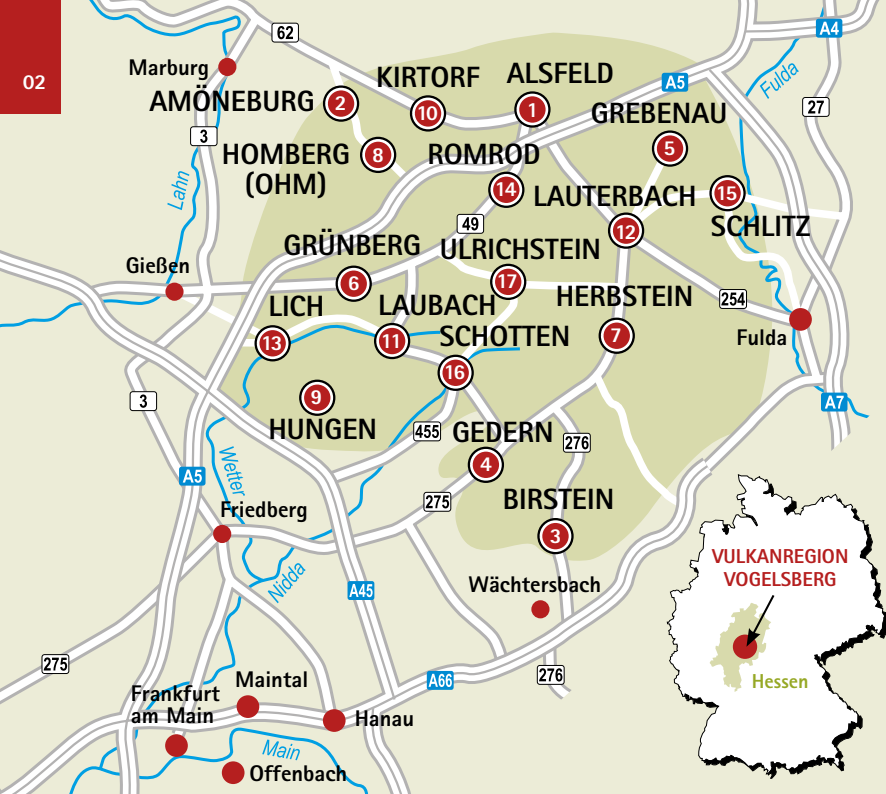 02
62
A4
Marburg
KIRTORF
ALSFELD
A5
Fulda
AMÖNEBURG
2
10
1
GREBENAU
27
3
HOMBERG
(OHM)
8
ROMROD
5
Lahn
14
LAUTERBACH
15
SCHLITZ
49
12
GRÜNBERG
ULRICHSTEIN
Gießen
6
17
HERBSTEIN
254
LICH
LAUBACH
SCHOTTEN
Fulda
13
11
7
16
3
9
HUNGEN
A7
455
GEDERN
276
Wetter
A5
4
275
BIRSTEIN
Friedberg
3
Nidda
A45
Wächtersbach
VULKANREGION
VOGELSBERG
275
A66
276
Hessen
Maintal
Frankfurt
am Main
Hanau
Main
Offenbach